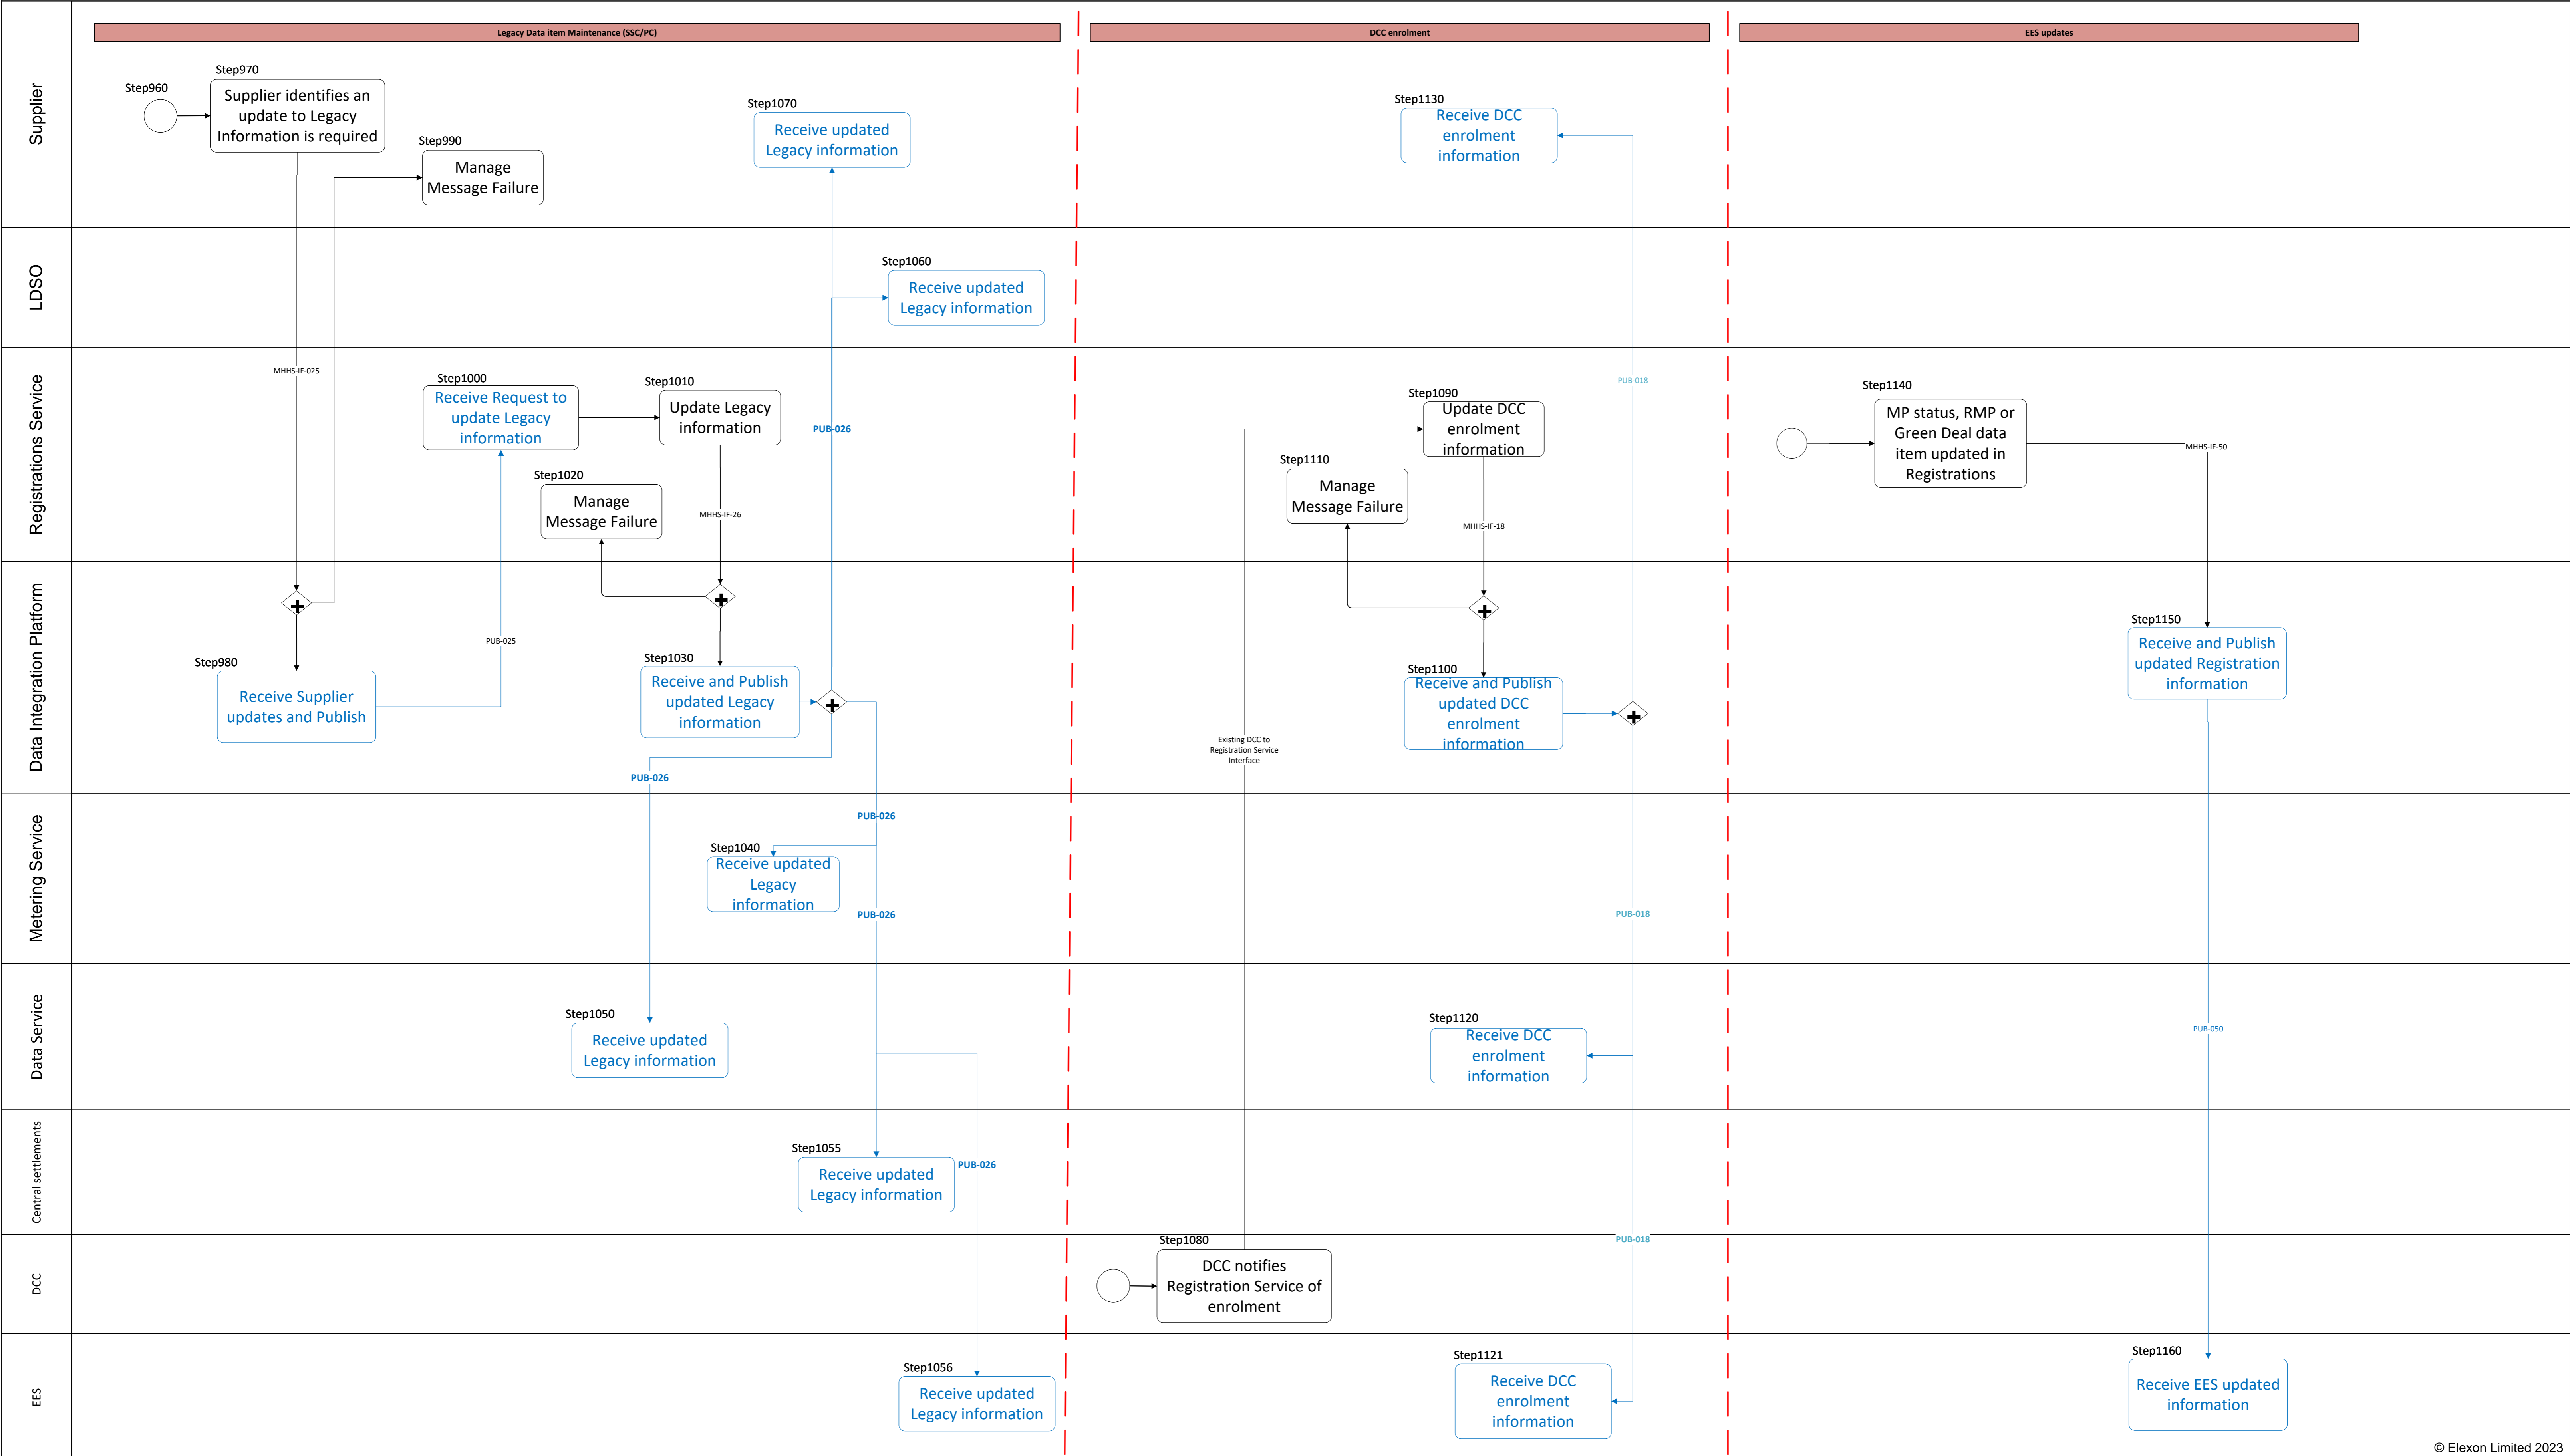 Legacy Data item Maintenance (SSC/PC)
DCC enrolment
EES updates
Supplier
Step960
Step970
Supplier identifies an
update to Legacy
Information is required
Step990
Manage
Message Failure
Step1070
Receive updated
Legacy information
Step1130
Receive DCC
enrolment
information
LDSO
Step1060
Receive updated
Legacy information
Registrations Service
MHHS-IF-025
Step1000
Receive Request to
update Legacy
information
Step1010
Update Legacy
information
Step1020
Manage
Message Failure
MHHS-IF-26
PUB-026
Step1090
Update DCC
enrolment
information
Step1110
Manage
Message Failure
MHHS-IF-18
PUB-018
Step1140
MP status, RMP or
Green Deal data
item updated in
Registrations
MHHS-IF-50
Data Integration Platform
Step980
Receive Supplier
updates and Publish
PUB-025
Step1030
Receive and Publish
updated Legacy
information
PUB-026
Existing DCC to
Registration Service
Interface
Step1100
Receive and Publish
updated DCC
enrolment
information
Step1150
Receive and Publish
updated Registration
information
Metering Service
PUB-026
Step1040
Receive updated
Legacy
information
PUB-026
PUB-018
Data Service
Step1050
Receive updated
Legacy information
Step1120
Receive DCC
enrolment
information
PUB-050
Central settlements
Step1055
Receive updated
Legacy information
PUB-026
DCC
Step1080
DCC notifies
Registration Service of
enrolment
PUB-018
EES
Step1056
Receive updated
Legacy information
Step1121
Receive DCC
enrolment
information
Step1160
Receive EES updated
information
© Elexon Limited 2023